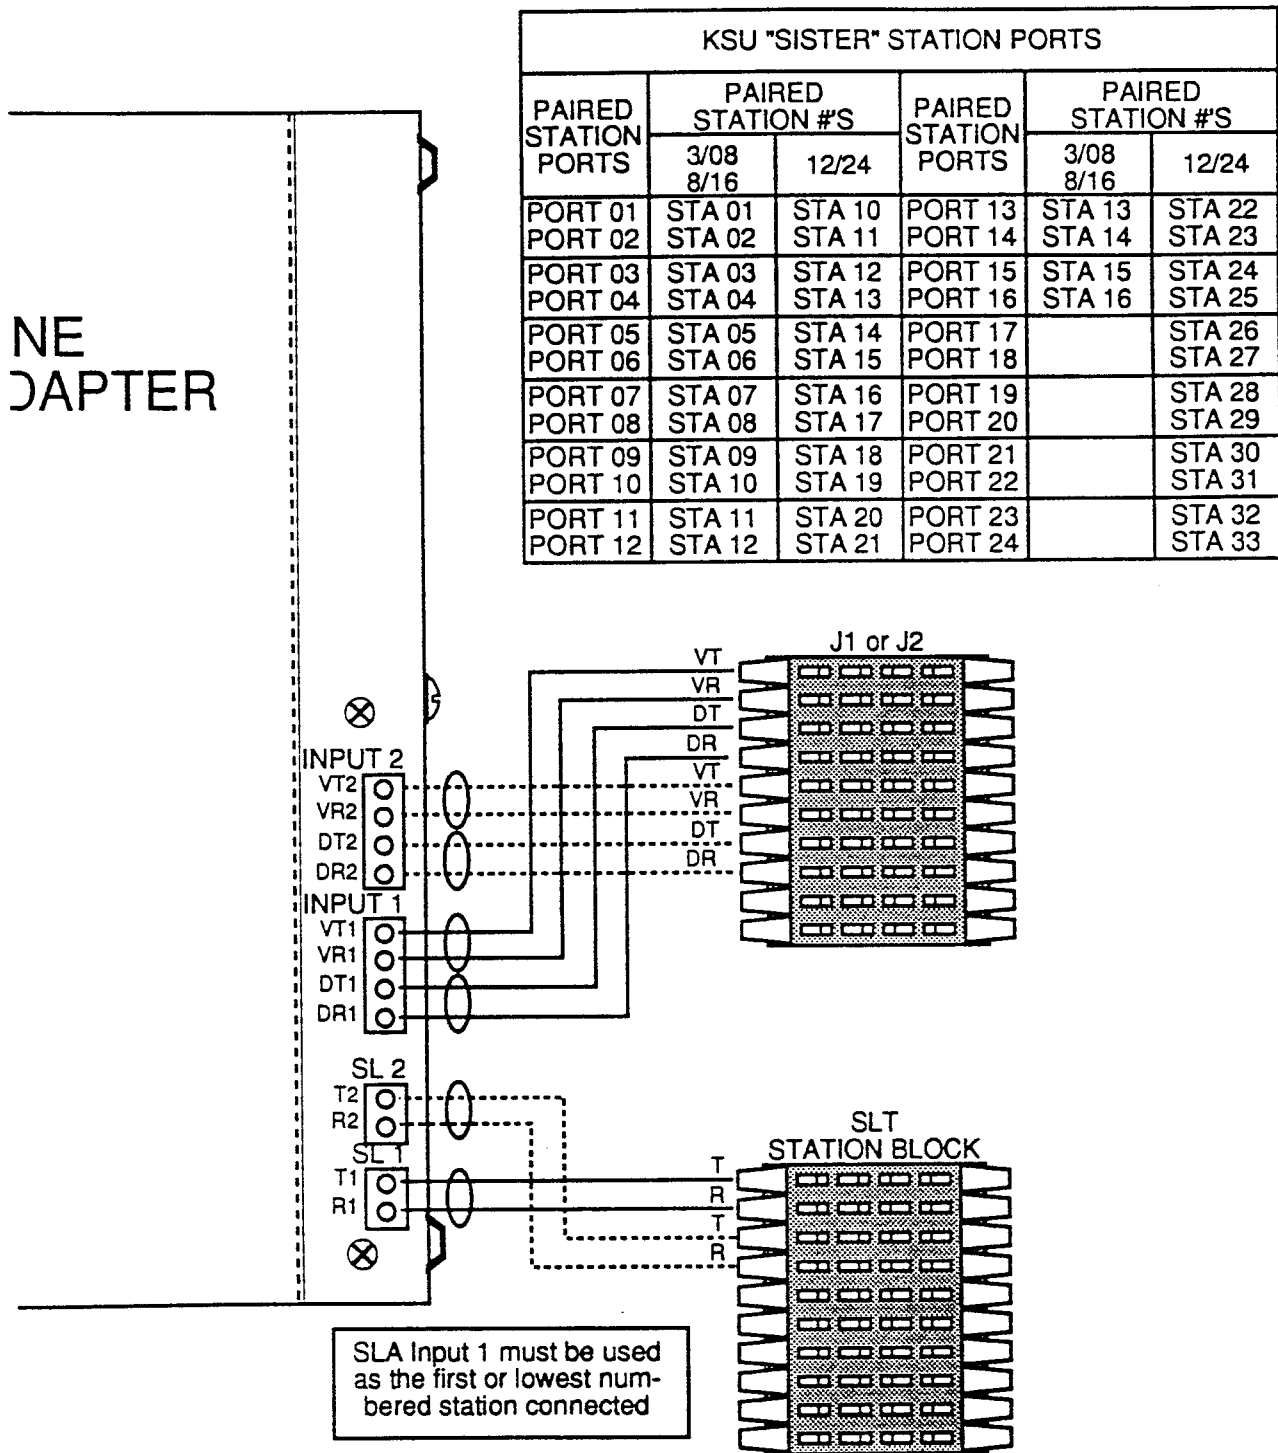 KSU "SISTER" STATION PORTS
PAIRED STATION PORTS PAIRED STATION #'S PAIRED STATION PORTS PAIRED STATION #'S
3/08 8/16 12/24 3/08 8/16 12/24
PORT 01 STA 01 STA 10 PORT 13 STA 13 STA 22
PORT 02 STA 02 STA 11 PORT 14 STA 14 STA 23
PORT 03 STA 03 STA 12 PORT 15 STA 15 STA 24
PORT 04 STA 04 STA 13 PORT 16 STA 16 STA 25
PORT 05 STA 05 STA 14 PORT 17 STA 26
PORT 06 STA 06 STA 15 PORT 18 STA 27
PORT 07 STA 07 STA 16 PORT 19 STA 28
PORT 08 STA 08 STA 17 PORT 20 STA 29
PORT 09 STA 09 STA 18 PORT 21 STA 30
PORT 10 STA 10 STA 19 PORT 22 STA 31
PORT 11 STA 11 STA 20 PORT 23 STA 32
PORT 12 STA 12 STA 21 PORT 24 STA 33
NE
DAPTER
J1 or J2
VT
VR
DT
DR
VT
VR
DT
DR
INPUT 2
VT2
VR2
DT2
DR2
INPUT 1
VT1
VR1
DT1
DR1
SL 2
T2
R2
SL 1
T1
R1
SLT
STATION BLOCK
T
R
T
R
SLA Input 1 must be used
as the first or lowest num-
bered station connected